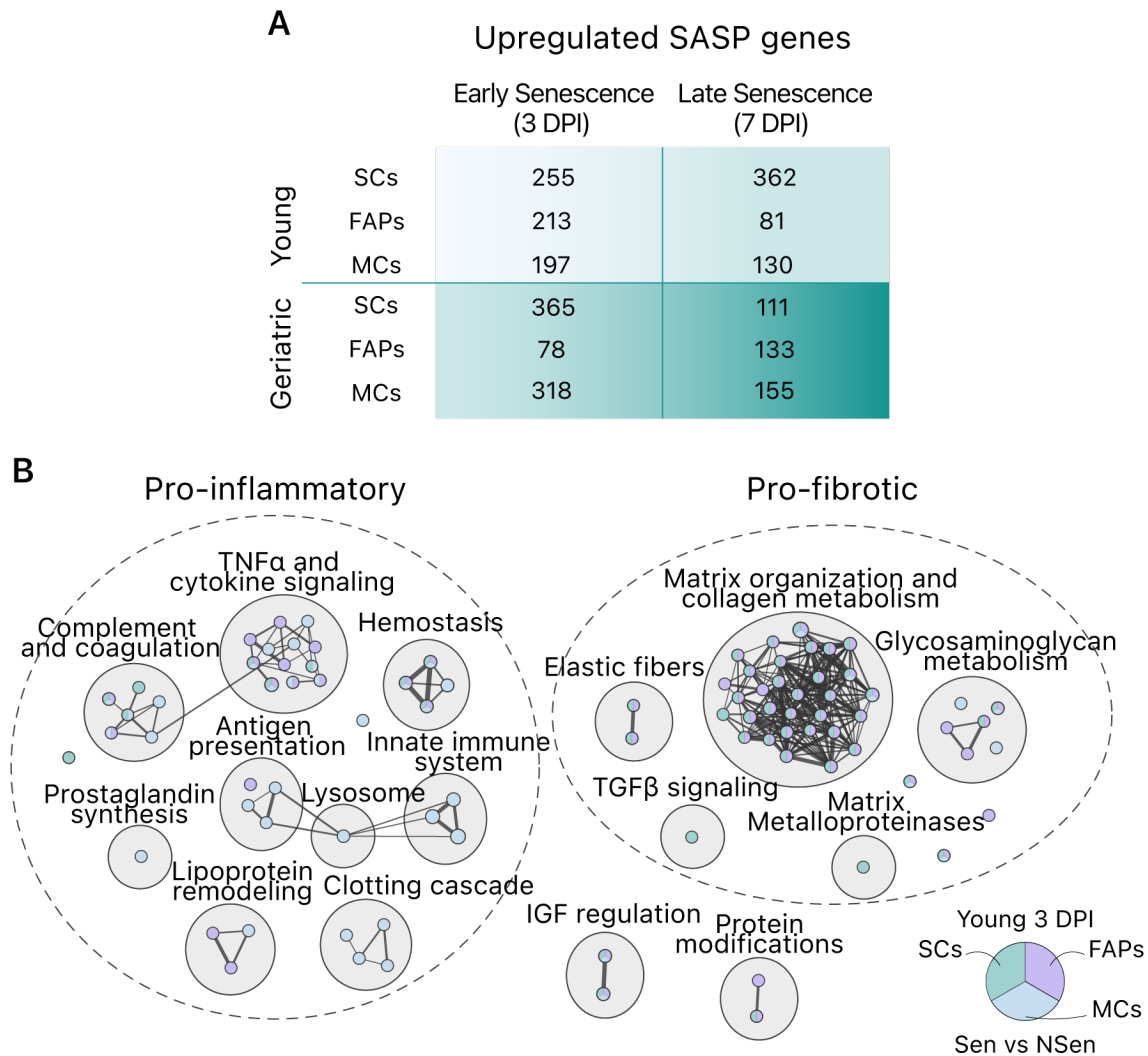 A
Upregulated SASP genes
Early Senescence Late Senescence
(3 DPI) (7 DPI)
Young
SCs 255 362
FAPs 213 81
MCs 197 130
Geriatric
SCs 365 111
FAPs 78 133
MCs 318 155
B
Pro-inflammatory
TNFα and
cytokine signaling
Complement
and coagulation
Hemostasis
Antigen
presentation
Innate immune
system
Lysosome
Prostaglandin
synthesis
Lipoprotein
remodeling
Clotting cascade
Pro-fibrotic
Matrix organization and
collagen metabolism
Glycosaminoglycan
metabolism
Elastic fibers
TGFβ signaling
Matrix
Metalloproteinases
IGF regulation
Protein
modifications
Young 3 DPI
SCs FAPs
MCs
Sen vs NSen